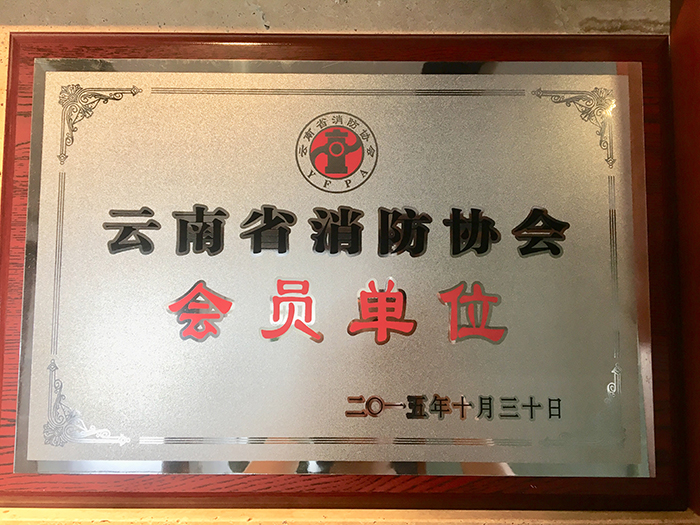 云南省消防协会
YFPA
云南省消防协会
会员单位
二〇一五年十月三十日